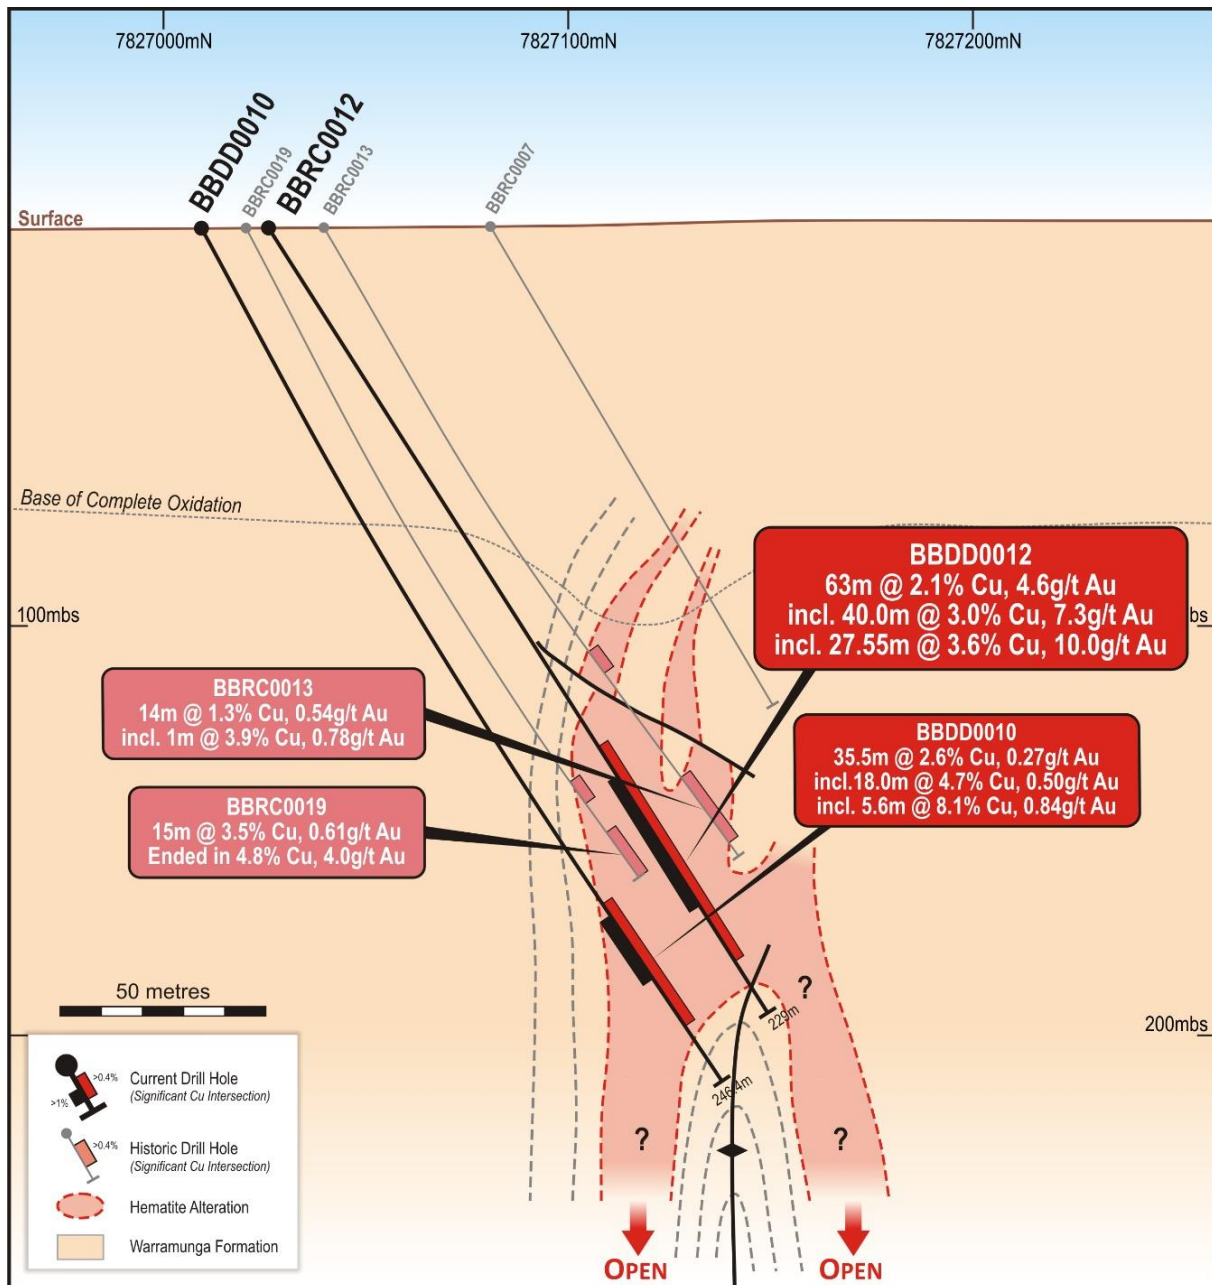 7827000mN
7827100mN
7827200mN
BBDD0010
BBRC0019
BBRC0012
BBRC0013
BBRC0007
Surface
Base of Complete Oxidation
100mbs
bs
BBDD0012
63m @ 2.1% Cu, 4.6g/t Au
incl. 40.0m @ 3.0% Cu, 7.3g/t Au
incl. 27.55m @ 3.6% Cu, 10.0g/t Au
BBRC0013
14m @ 1.3% Cu, 0.54g/t Au
incl. 1m @ 3.9% Cu, 0.78g/t Au
BBDD0010
35.5m @ 2.6% Cu, 0.27g/t Au
incl.18.0m @ 4.7% Cu, 0.50g/t Au
incl. 5.6m @ 8.1% Cu, 0.84g/t Au
BBRC0019
15m @ 3.5% Cu, 0.61g/t Au
Ended in 4.8% Cu, 4.0g/t Au
?
229m
246.4m
50 metres
200mbs
>0.4%
>1%
Current Drill Hole
(Significant Cu Intersection)
>0.4%
Historic Drill Hole
(Significant Cu Intersection)
Hematite Alteration
Warramunga Formation
?
?
OPEN
OPEN